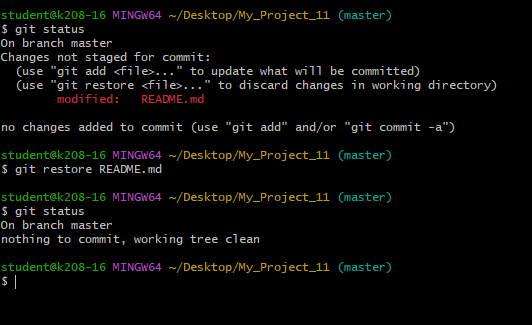 student@k208-16 MINGW64 ~/Desktop/My_Project_11 (master)
$ git status
On branch master
Changes not staged for commit:
  (use "git add <file>..." to update what will be committed)
  (use "git restore <file>..." to discard changes in working directory)
        modified:   README.md

no changes added to commit (use "git add" and/or "git commit -a")

student@k208-16 MINGW64 ~/Desktop/My_Project_11 (master)
$ git restore README.md

student@k208-16 MINGW64 ~/Desktop/My_Project_11 (master)
$ git status
On branch master
nothing to commit, working tree clean

student@k208-16 MINGW64 ~/Desktop/My_Project_11 (master)
$